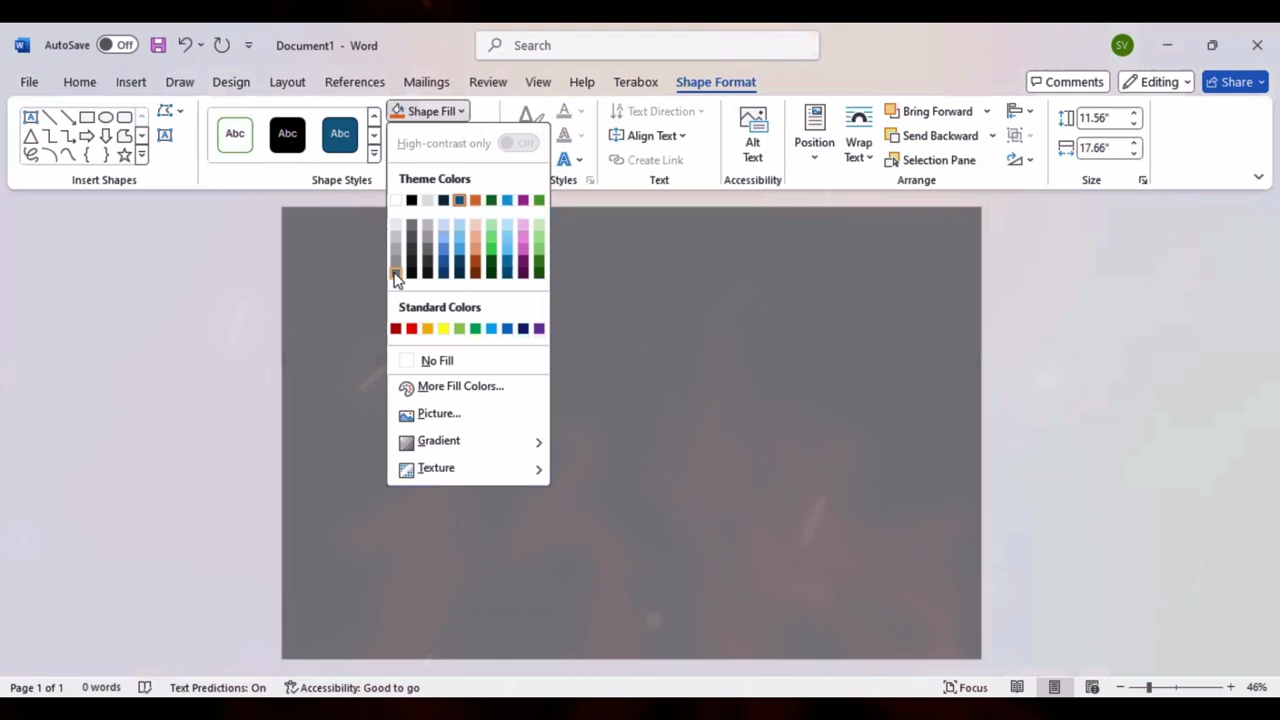 AutoSave Off Document1 - Word Search SV
File Home Insert Draw Design Layout References Mailings Review View Help Terabox Shape Format Comments Editing Share
Abc Abc Abc Shape Fill Text Direction Bring Forward 11.56"
Align Text Alt Text Position Wrap Text Send Backward 17.66"
Create Link Selection Pane
Insert Shapes Shape Styles Styles Text Accessibility Arrange Size
High-contrast only Off
Theme Colors
Standard Colors
No Fill
More Fill Colors...
Picture...
Gradient
Texture
Page 1 of 1 0 words Text Predictions: On Accessibility: Good to go Focus 46%